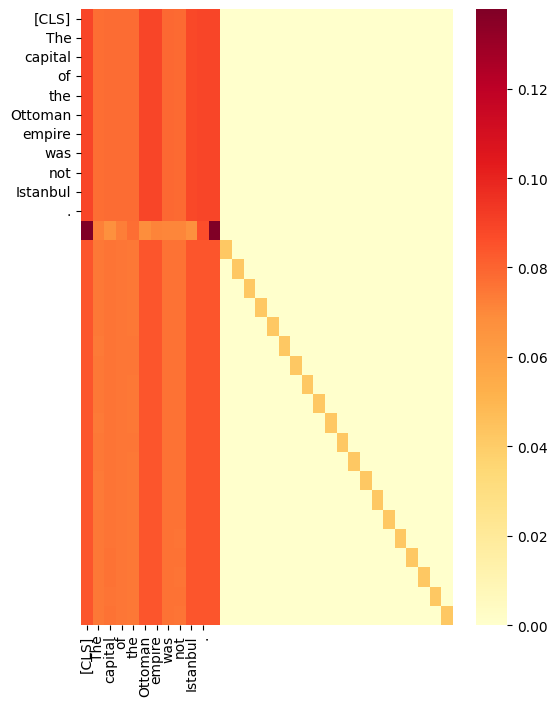 [CLS]
The
capital
of
the
Ottoman
empire
was
not
Istanbul
.
0.12
0.10
0.08
0.06
0.04
0.02
0.00
[CLS]
The
capital
of
the
Ottoman
empire
was
not
Istanbul
.